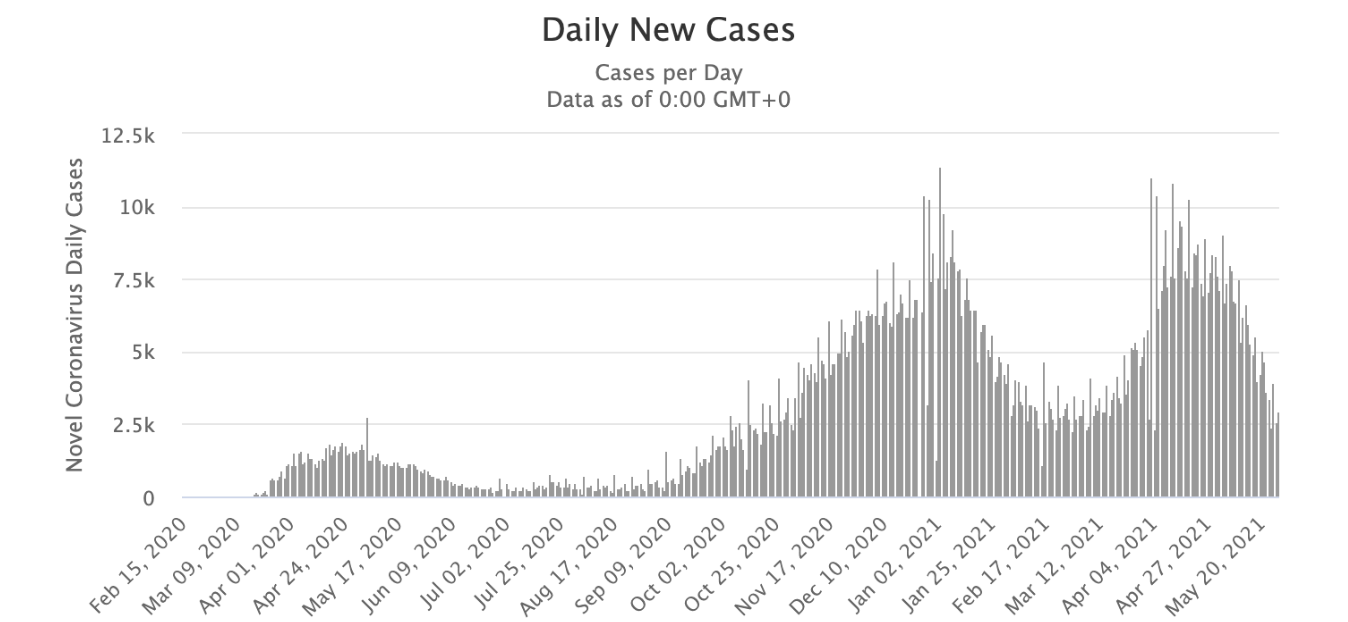 Daily New Cases
Cases per Day
Data as of 0:00 GMT+0
Novel Coronavirus Daily Cases
12.5k
10k
7.5k
5k
2.5k
0
Feb 15, 2020
Mar 09, 2020
Apr 01, 2020
Apr 24, 2020
May 17, 2020
Jun 09, 2020
Jul 02, 2020
Jul 25, 2020
Aug 17, 2020
Sep 09, 2020
Oct 02, 2020
Oct 25, 2020
Nov 17, 2020
Dec 10, 2020
Jan 02, 2021
Jan 25, 2021
Feb 17, 2021
Mar 12, 2021
Apr 04, 2021
Apr 27, 2021
May 20, 2021